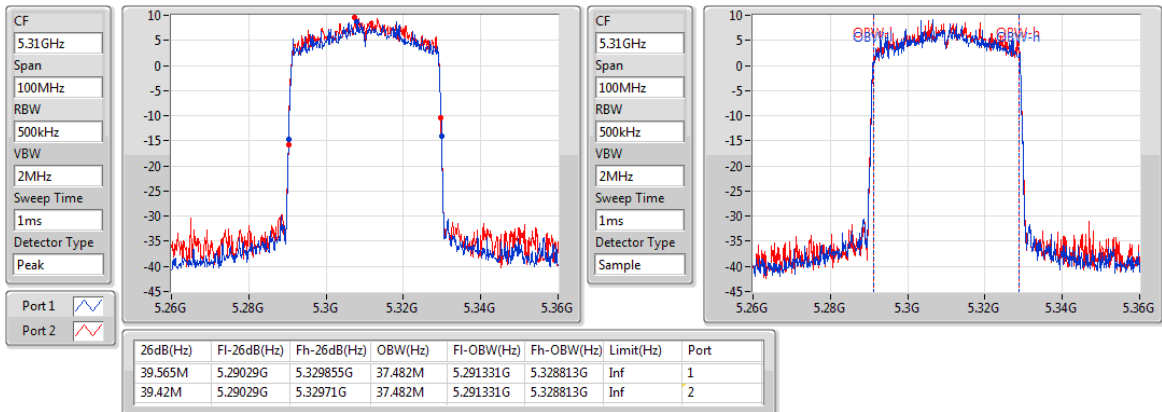 CF
5.31GHz
Span
100MHz
RBW
500kHz
VBW
2MHz
Sweep Time
1ms
Detector Type
Peak
Port 1
Port 2
10
5
0
-5
-10
-15
-20
-25
-30
-35
-40
-45
5.26G 5.28G 5.3G 5.32G 5.34G 5.36G
CF
5.31GHz
Span
100MHz
RBW
500kHz
VBW
2MHz
Sweep Time
1ms
Detector Type
Sample
10
5
0
-5
-10
-15
-20
-25
-30
-35
-40
-45
OBW-l OBW-h
5.26G 5.28G 5.3G 5.32G 5.34G 5.36G
26dB(Hz) Fl-26dB(Hz) Fh-26dB(Hz) OBW(Hz) Fl-OBW(Hz) Fh-OBW(Hz) Limit(Hz) Port
39.565M 5.29029G 5.329855G 37.482M 5.291331G 5.328813G Inf 1
39.42M 5.29029G 5.32971G 37.482M 5.291331G 5.328813G Inf 2